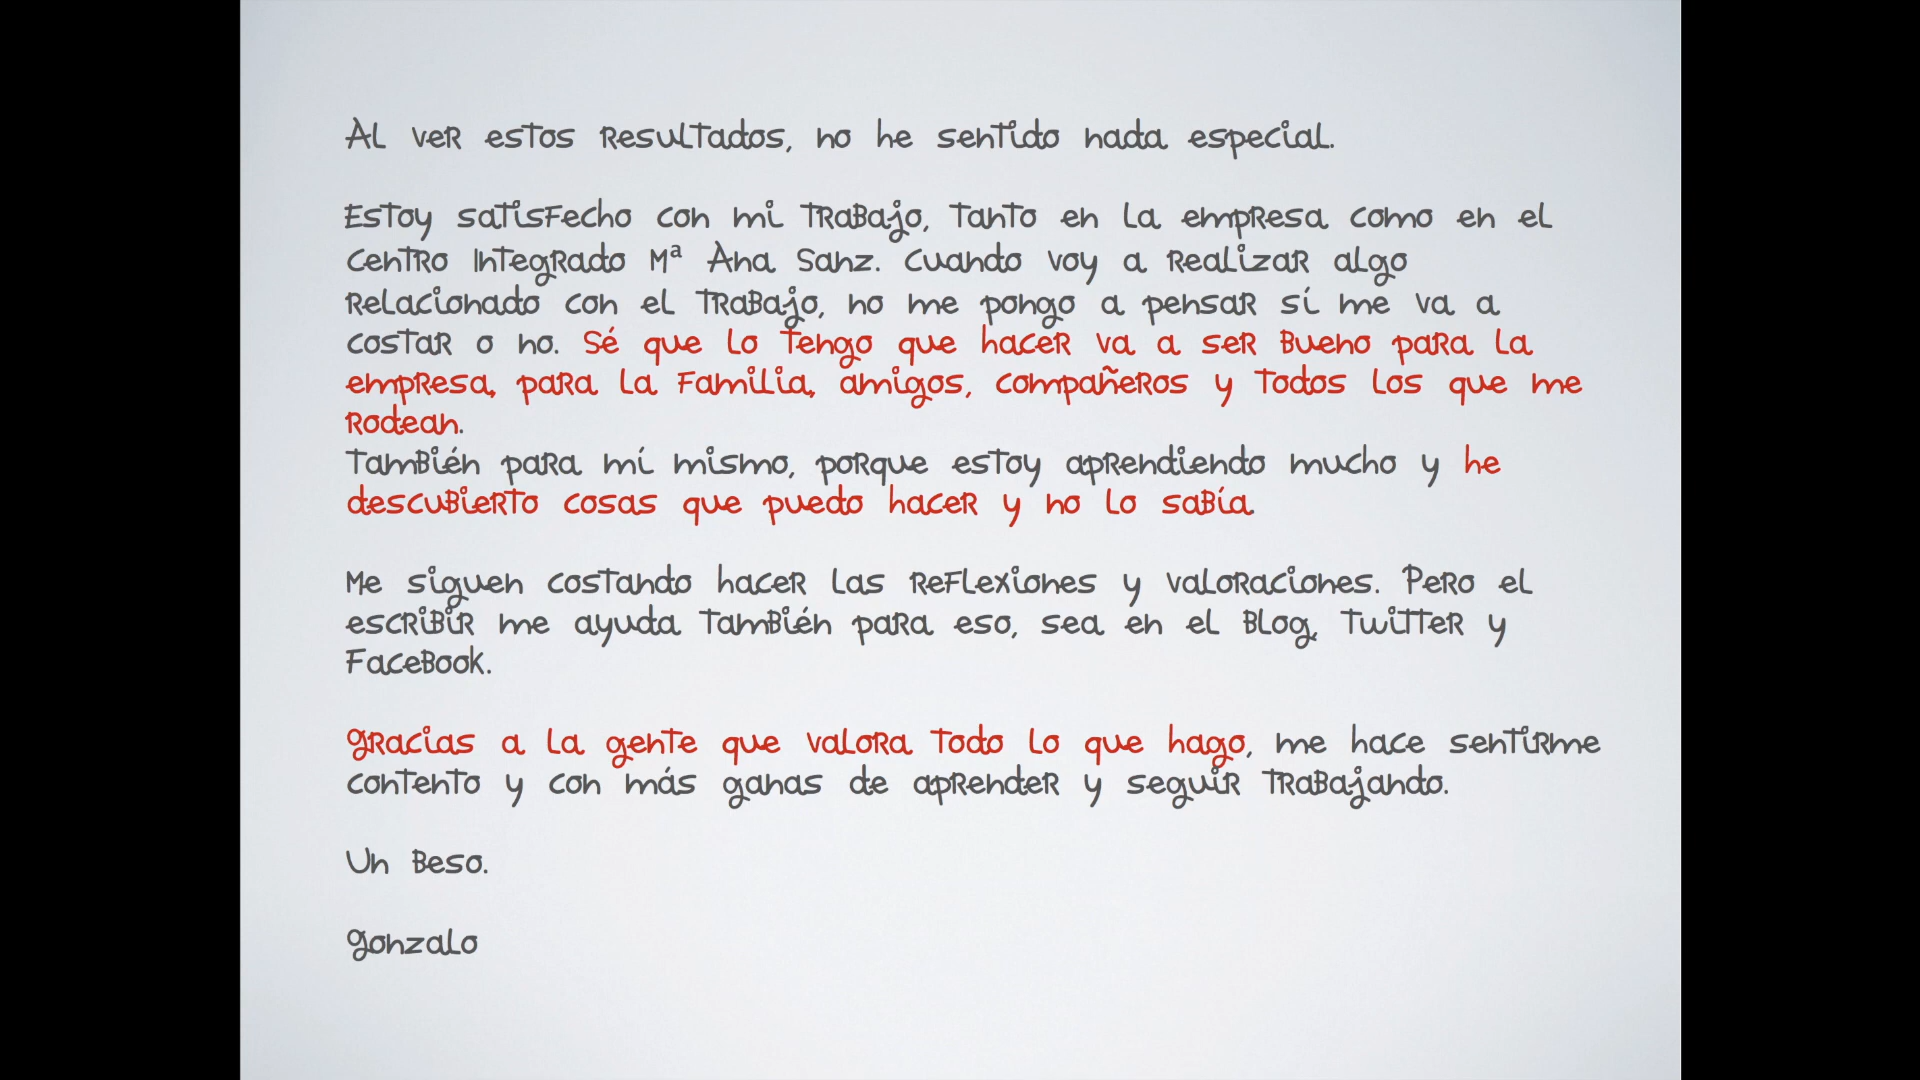 Al ver estos resultados, no he sentido nada especial.
Estoy satisfecho con mi trabajo, tanto en la empresa como en el
Centro Integrado Mª Ana Sanz. Cuando voy a realizar algo
relacionado con el trabajo, no me pongo a pensar sí me va a
costar o no. Sé que lo tengo que hacer va a ser bueno para la
empresa, para la familia, amigos, compañeros y todos los que me
rodean.
También para mí mismo, porque estoy aprendiendo mucho y he
descubierto cosas que puedo hacer y no lo sabía.
Me siguen costando hacer las reflexiones y valoraciones. Pero el
escribir me ayuda también para eso, sea en el Blog, Twitter y
Facebook.
Gracias a la gente que valora todo lo que hago, me hace sentirme
contento y con más ganas de aprender y seguir trabajando.
Un beso.
Gonzalo